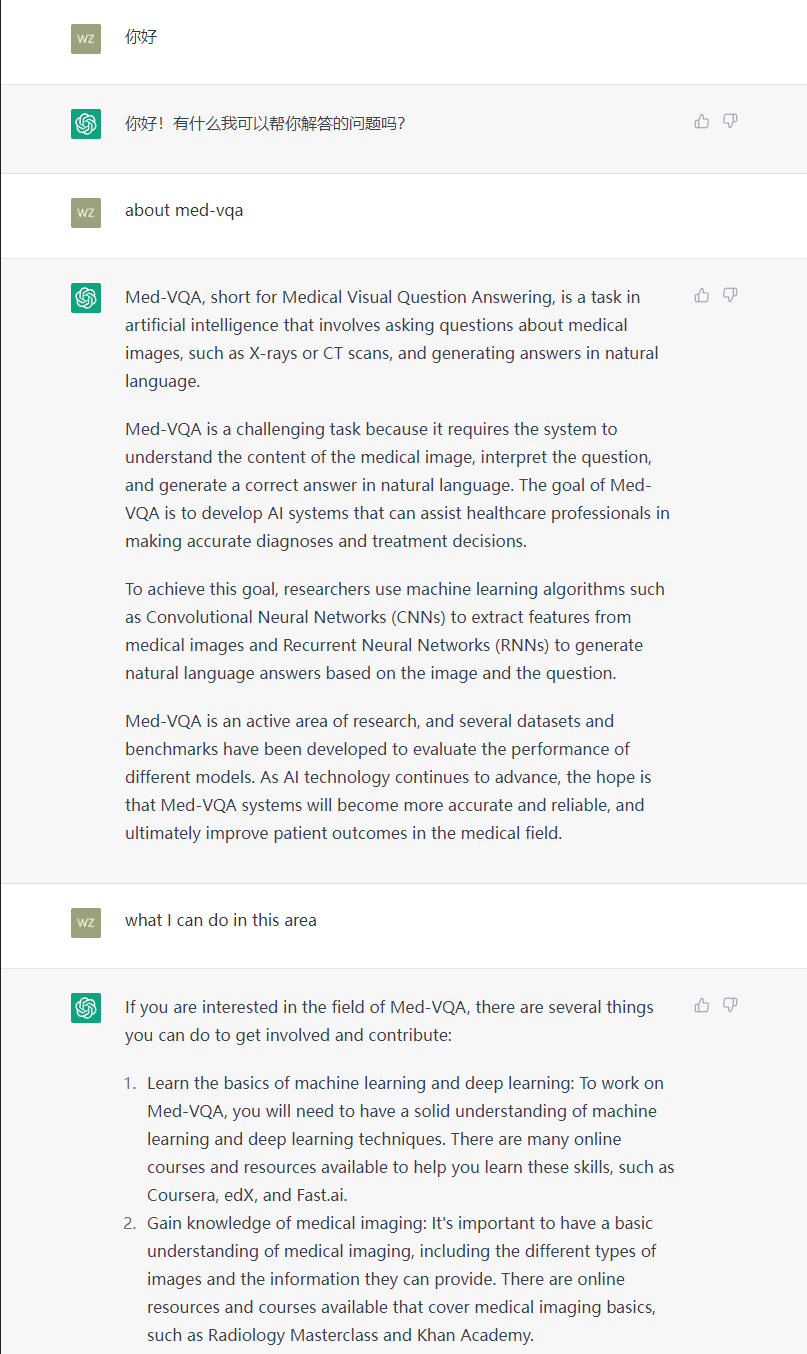 WZ
你好
你好！有什么我可以帮你解答的问题吗？
WZ
about med-vqa
Med-VQA, short for Medical Visual Question Answering, is a task in
artificial intelligence that involves asking questions about medical
images, such as X-rays or CT scans, and generating answers in natural
language.
Med-VQA is a challenging task because it requires the system to
understand the content of the medical image, interpret the question,
and generate a correct answer in natural language. The goal of Med-
VQA is to develop AI systems that can assist healthcare professionals in
making accurate diagnoses and treatment decisions.
To achieve this goal, researchers use machine learning algorithms such
as Convolutional Neural Networks (CNNs) to extract features from
medical images and Recurrent Neural Networks (RNNs) to generate
natural language answers based on the image and the question.
Med-VQA is an active area of research, and several datasets and
benchmarks have been developed to evaluate the performance of
different models. As AI technology continues to advance, the hope is
that Med-VQA systems will become more accurate and reliable, and
ultimately improve patient outcomes in the medical field.
WZ
what I can do in this area
If you are interested in the field of Med-VQA, there are several things
you can do to get involved and contribute:
1. Learn the basics of machine learning and deep learning: To work on
Med-VQA, you will need to have a solid understanding of machine
learning and deep learning techniques. There are many online
courses and resources available to help you learn these skills, such as
Coursera, edX, and Fast.ai.
2. Gain knowledge of medical imaging: It's important to have a basic
understanding of medical imaging, including the different types of
images and the information they can provide. There are online
resources and courses available that cover medical imaging basics,
such as Radiology Masterclass and Khan Academy.